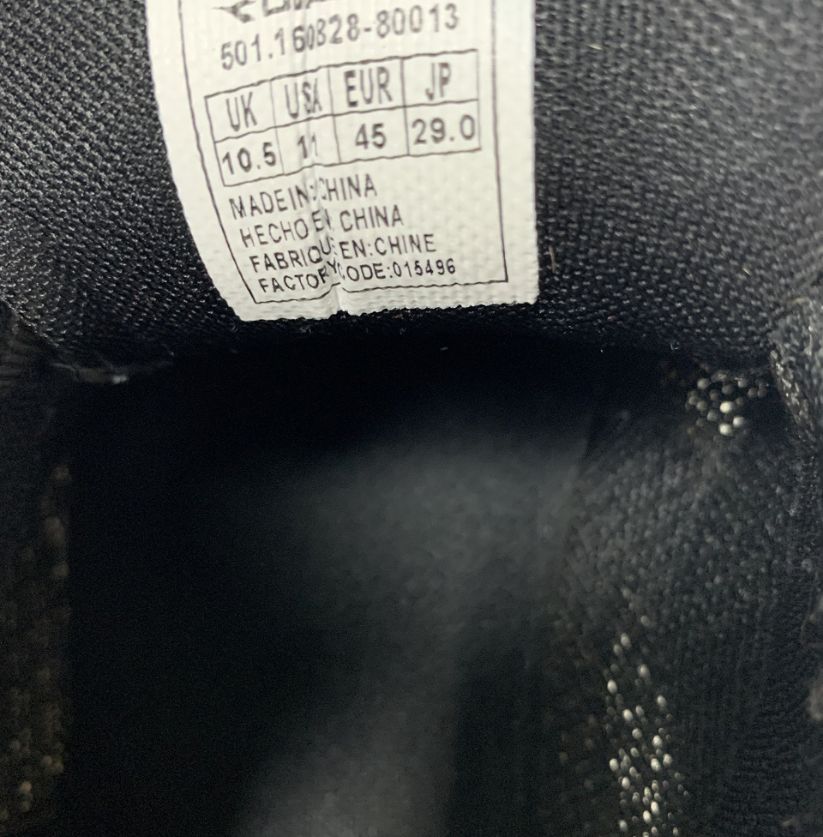 501.160828-80013
UK USA EUR JP
10.5 11 45 29.0
MADE IN:CHINA
HECHO EN CHINA
FABRIQUE EN:CHINE
FACTORY CODE:015496